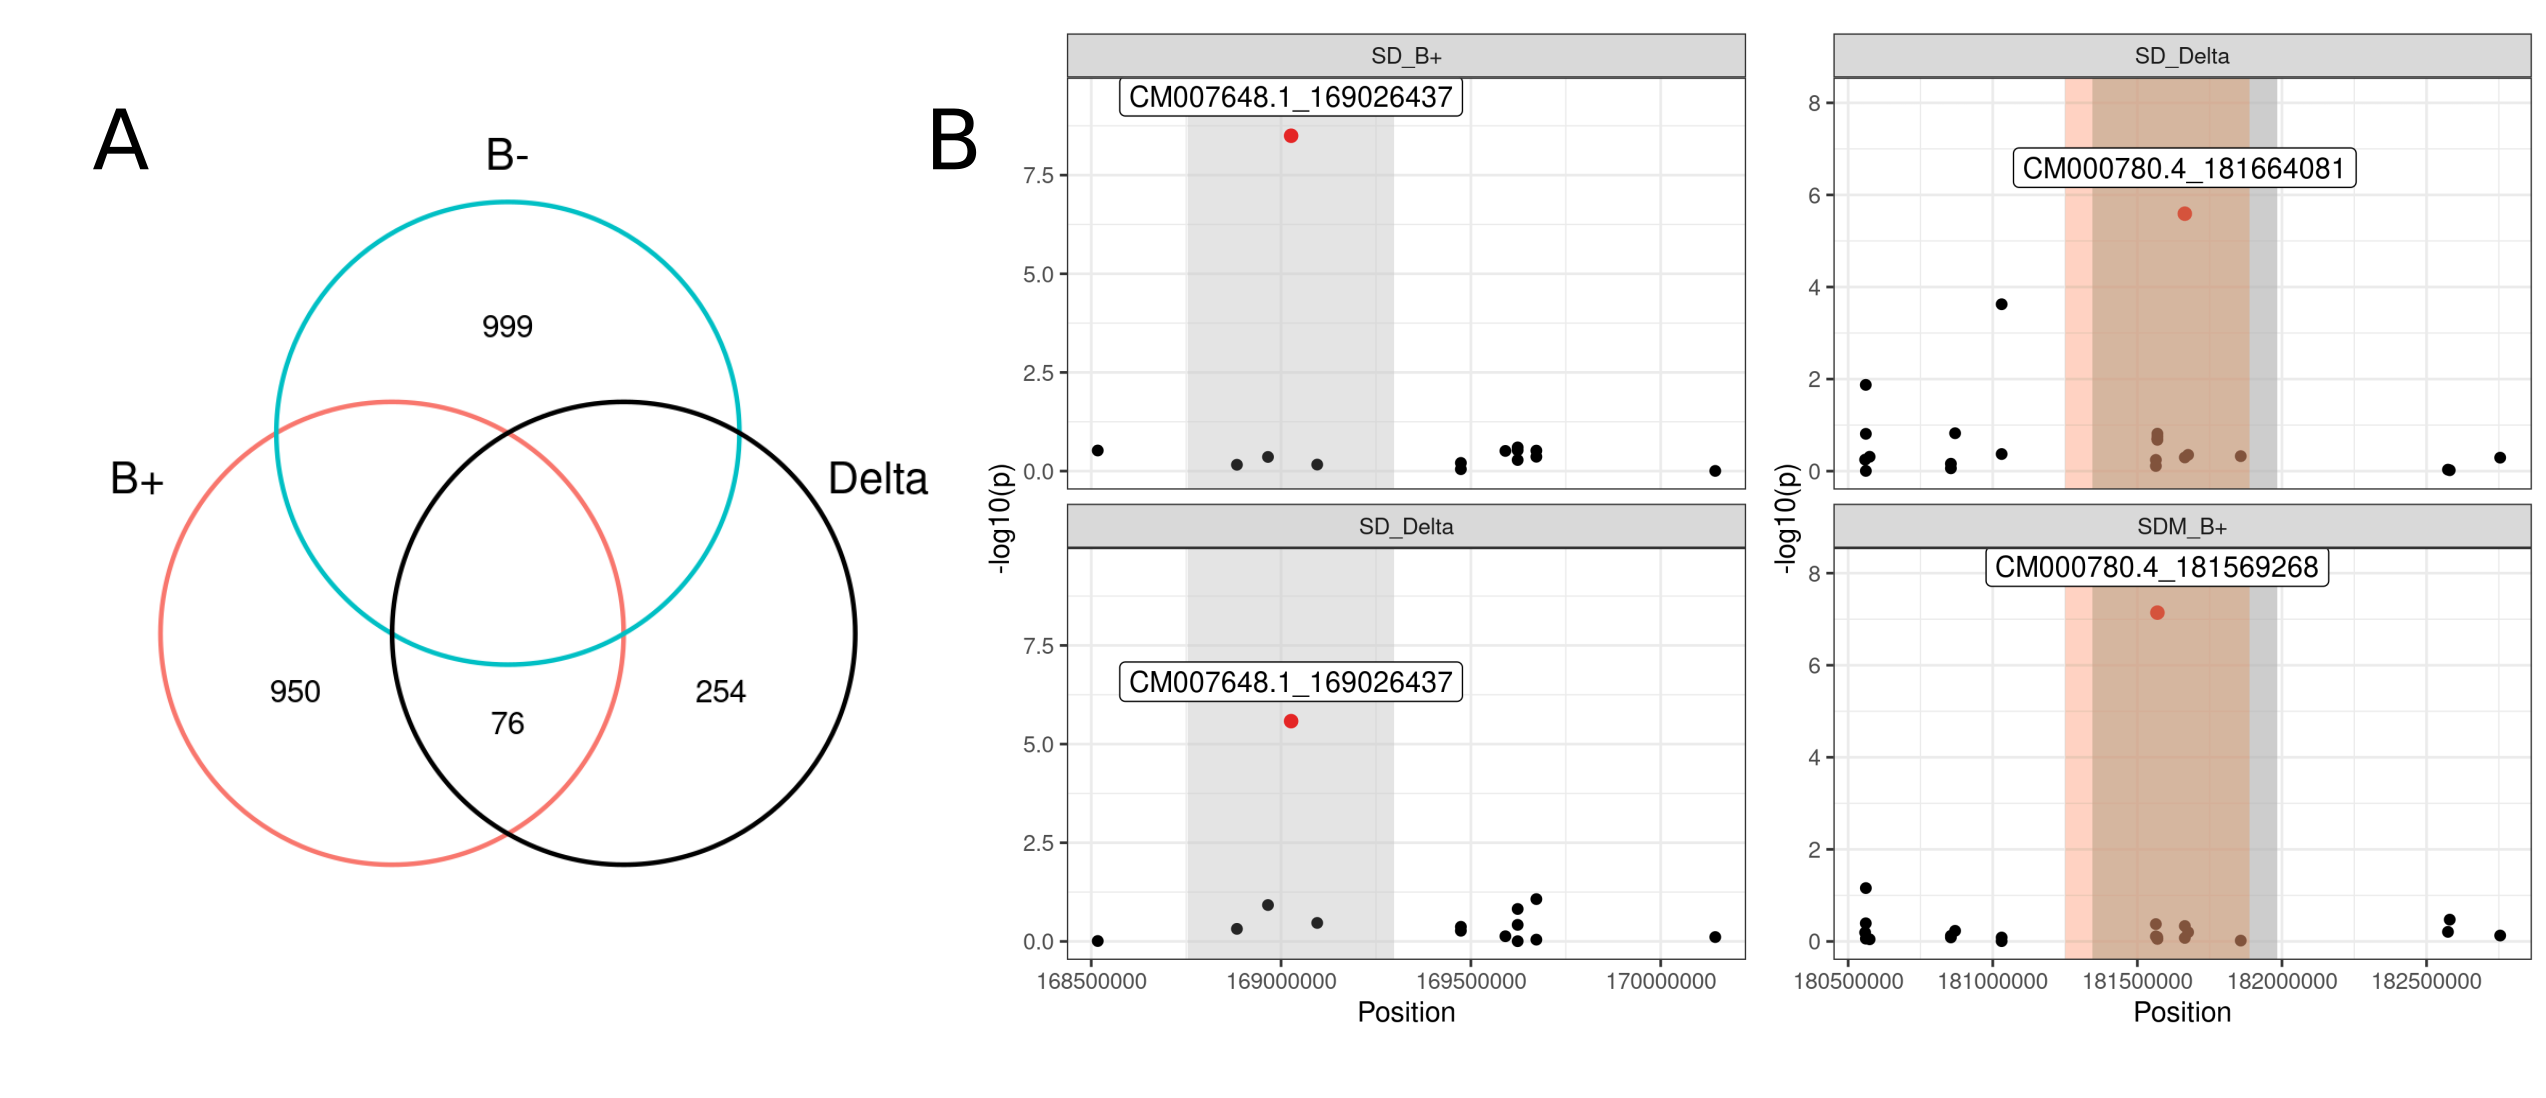 A
B-
B+
Delta
999
950
76
254
B
SD_B+
CM007648.1_169026437
7.5
5.0
2.5
0.0
SD_Delta
CM007648.1_169026437
7.5
5.0
2.5
0.0
-log10(p)
168500000 169000000 169500000 170000000
Position
SD_Delta
CM000780.4_181664081
8
6
4
2
0
SDM_B+
CM000780.4_181569268
8
6
4
2
0
-log10(p)
180500000 181000000 181500000 182000000 182500000
Position